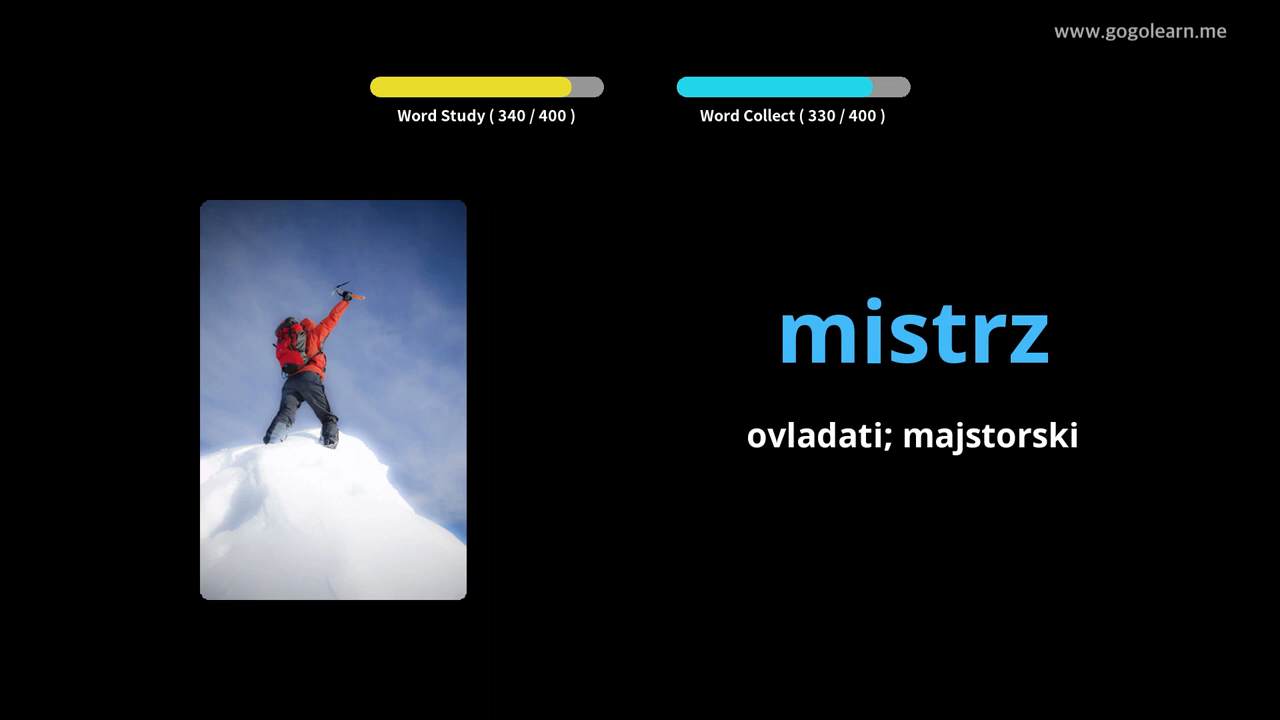 www.gogolearn.me
Word Study ( 340 / 400 )
Word Collect ( 330 / 400 )
mistrz
ovladati; majstorski